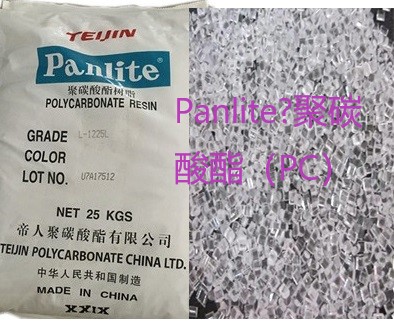 TEIJIN
Panlite
聚碳酸酯树脂
POLYCARBONATE RESIN
GRADE L-1225L
COLOR
LOT NO. U7A17512
NET 25 KGS
帝人聚碳酸酯有限公司
TEIJIN POLYCARBONATE CHINA LTD.
中华人民共和国制造
MADE IN CHINA
XXIX
Panlite?聚碳
酸酯（PC）